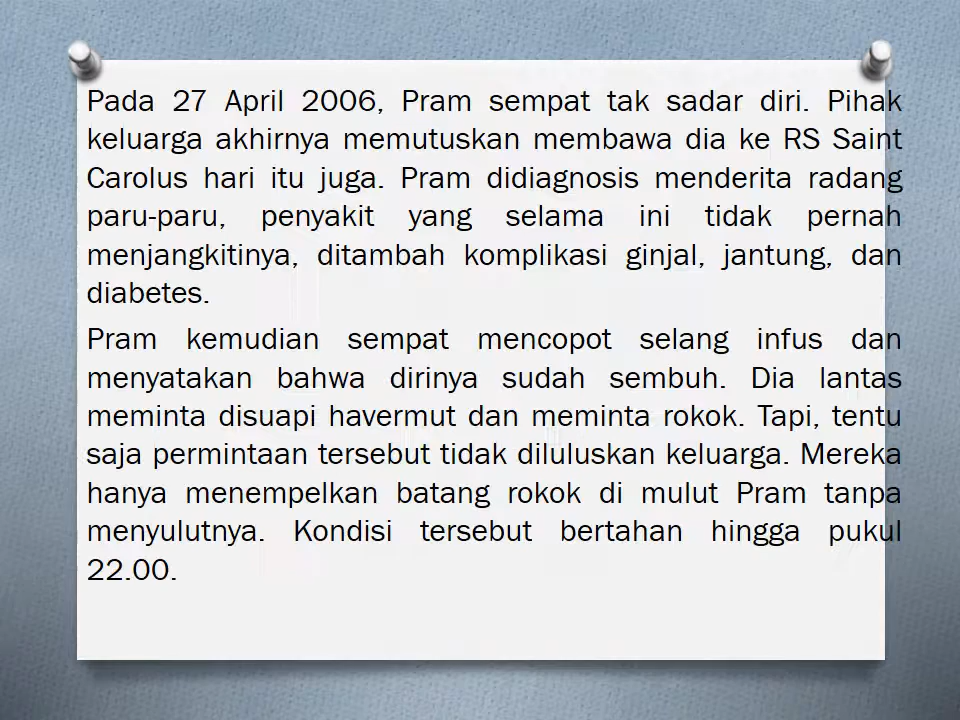 Pada 27 April 2006, Pram sempat tak sadar diri. Pihak
keluarga akhirnya memutuskan membawa dia ke RS Saint
Carolus hari itu juga. Pram didiagnosis menderita radang
paru-paru, penyakit yang selama ini tidak pernah
menjangkitinya, ditambah komplikasi ginjal, jantung, dan
diabetes.
Pram kemudian sempat mencopot selang infus dan
menyatakan bahwa dirinya sudah sembuh. Dia lantas
meminta disuapi havermut dan meminta rokok. Tapi, tentu
saja permintaan tersebut tidak diluluskan keluarga. Mereka
hanya menempelkan batang rokok di mulut Pram tanpa
menyulutnya. Kondisi tersebut bertahan hingga pukul
22.00.